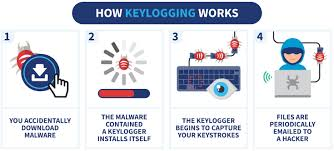 HOW KEYLOGGING WORKS
1
YOU ACCIDENTALLY
DOWNLOAD
MALWARE
2
THE MALWARE
CONTAINED
A KEYLOGGER
INSTALLS ITSELF
3
THE KEYLOGGER
BEGINS TO CAPTURE
YOUR KEYSTROKES
4
FILES ARE
PERIODICALLY
EMAILED TO
A HACKER